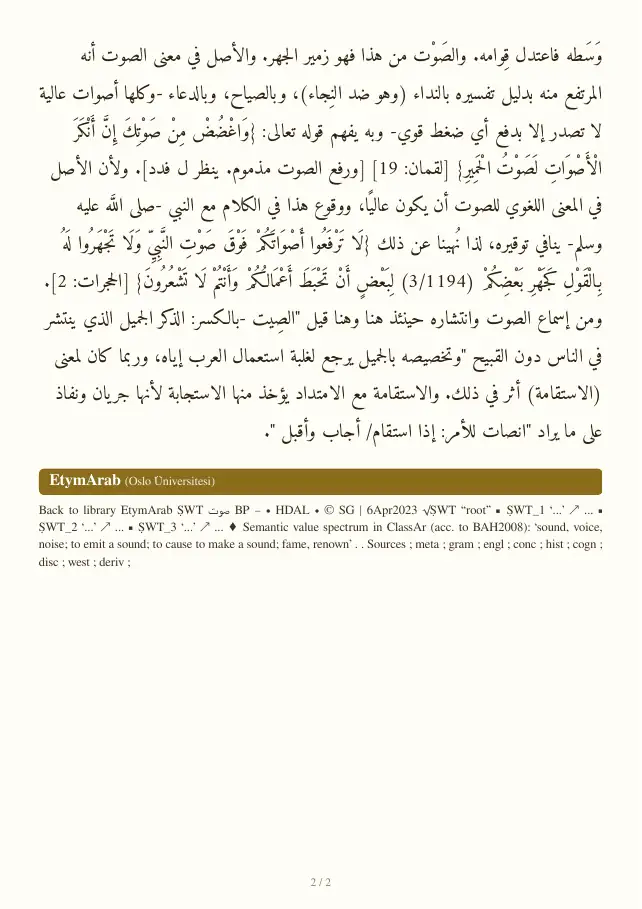 وَسَطه فاعتدل قِوامه. والصَوْت من هذا فهو زمير الجهر. والأصل في معنى الصوت أنه
المرتفع منه بدليل تفسيره بالنداء (وهو ضد النِجاء)، وبالصياح، وبالدعاء -وكلها أصوات عالية
لا تصدر إلا بدفع أي ضغط قوي- وبه يفهم قوله تعالى: {وَاغْضُضْ مِنْ صَوْتِكَ إِنَّ أَنْكَرَ
الْأَصْوَاتِ لَصَوْتُ الْحَمِيرِ} [لقمان: 19] [ورفع الصوت مذموم. ينظر ل فدد]. ولأن الأصل
في المعنى اللغوي للصوت أن يكون عاليًا، ووقوع هذا في الكلام مع النبي -صلى الله عليه
وسلم- ينافي توقيره، لذا نُهينا عن ذلك {لَا تَرْفَعُوا أَصْوَاتَكُمْ فَوْقَ صَوْتِ النَّبِيِّ وَلَا تَجْهَرُوا لَهُ
بِالْقَوْلِ كَجَهْرِ بَعْضِكُمْ (3/1194) لِبَعْضٍ أَنْ تَحْبَطَ أَعْمَالُكُمْ وَأَنْتُمْ لَا تَشْعُرُونَ} [الحجرات: 2].
ومن إسماع الصوت وانتشاره حينئذ هنا وهنا قيل "الصِيت -بالكسر: الذكر الجميل الذي ينتشر
في الناس دون القبيح "وتخصيصه بالجميل يرجع لغلبة استعمال العرب إياه، وربما كان لمعنى
(الاستقامة) أثر في ذلك. والاستقامة مع الامتداد يؤخذ منها الاستجابة لأنها جريان ونفاذ
على ما يراد "انصات للأمر: إذا استقام/ أجاب وأقبل ".
EtymArab (Oslo Üniversitesi)
Back to library EtymArab ṢWT صوت BP – • HDAL • © SG | 6Apr2023 √ṢWT “root” ▪ ṢWT_1 ‘...’ ↗ ... ▪
ṢWT_2 ‘...’ ↗ ... ▪ ṢWT_3 ‘...’ ↗ ... ♦ Semantic value spectrum in ClassAr (acc. to BAH2008): ‘sound, voice,
noise; to emit a sound; to cause to make a sound; fame, renown’ . . Sources ; meta ; gram ; engl ; conc ; hist ; cogn ;
disc ; west ; deriv ;
2 / 2